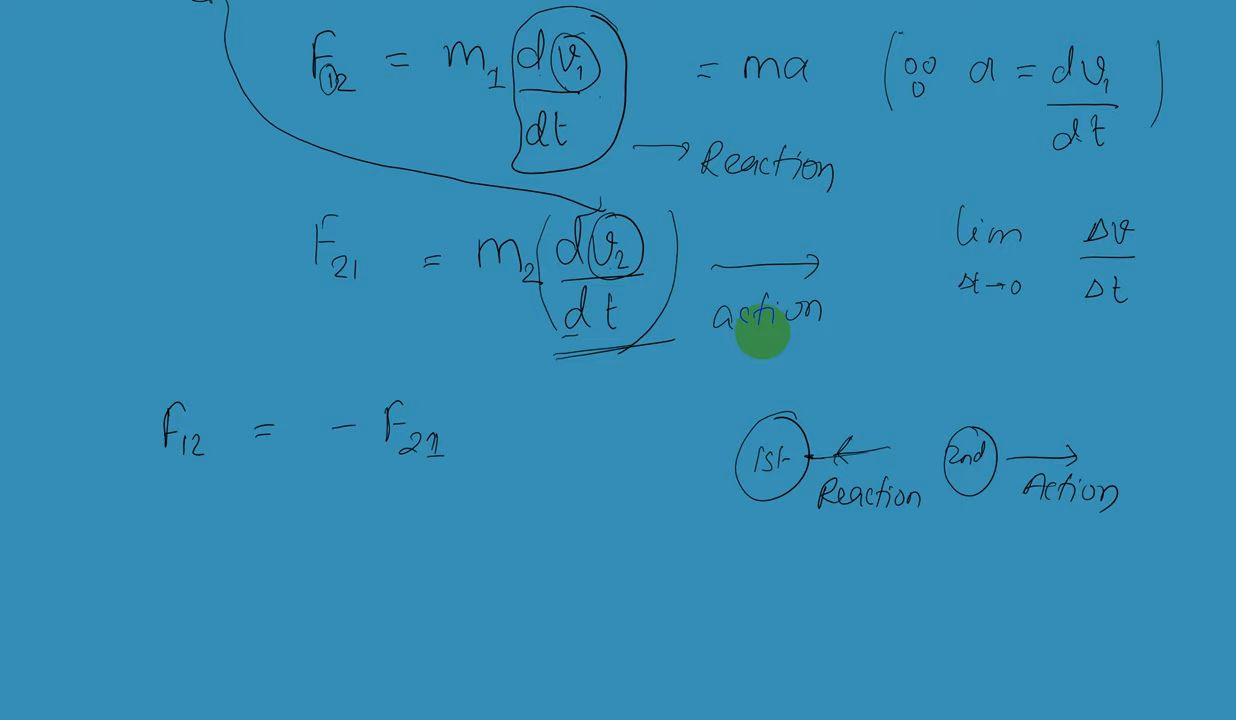 F₁₂ = m₁ dv₁/dt = ma (∵ a = dv₁/dt)
→ Reaction
F₂₁ = m₂ (dv₂/dt) → action
lim Δt→0 Δv/Δt
F₁₂ = - F₂₁
1st ← Reaction 2nd → Action